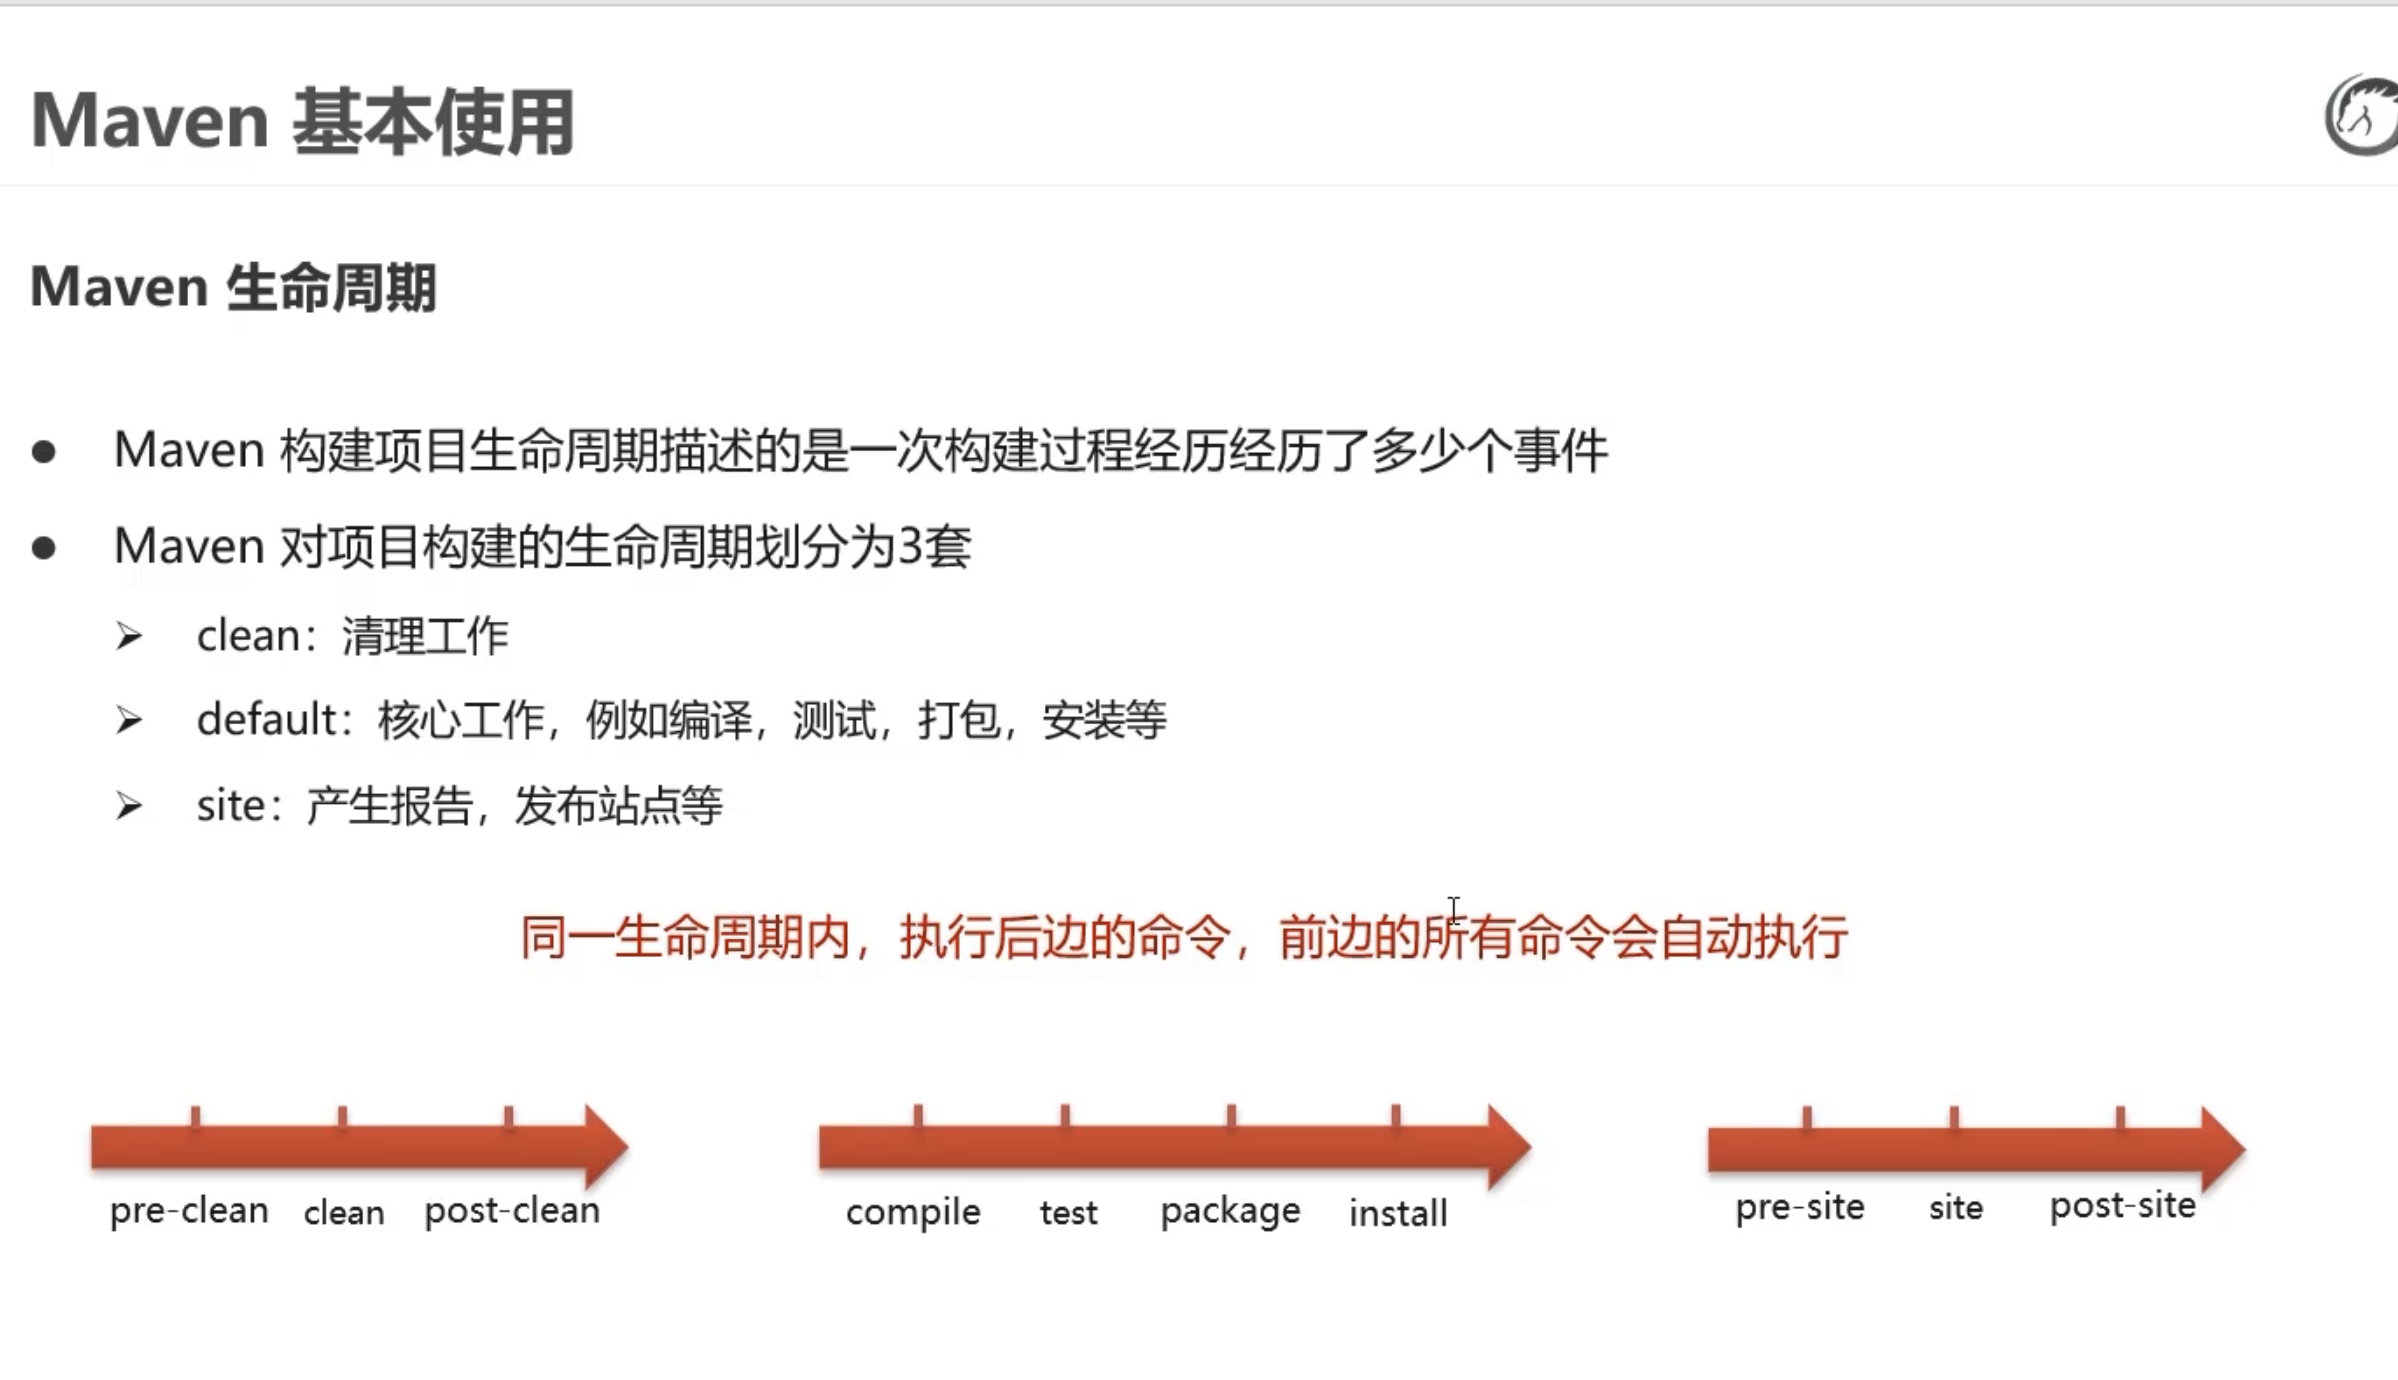 Maven 基本使用
Maven 生命周期
● Maven 构建项目生命周期描述的是一次构建过程经历经历了多少个事件
● Maven 对项目构建的生命周期划分为3套
➢ clean：清理工作
➢ default：核心工作，例如编译，测试，打包，安装等
➢ site：产生报告，发布站点等
同一生命周期内，执行后边的命令，前边的所有命令会自动执行
pre-clean clean post-clean
compile test package install
pre-site site post-site